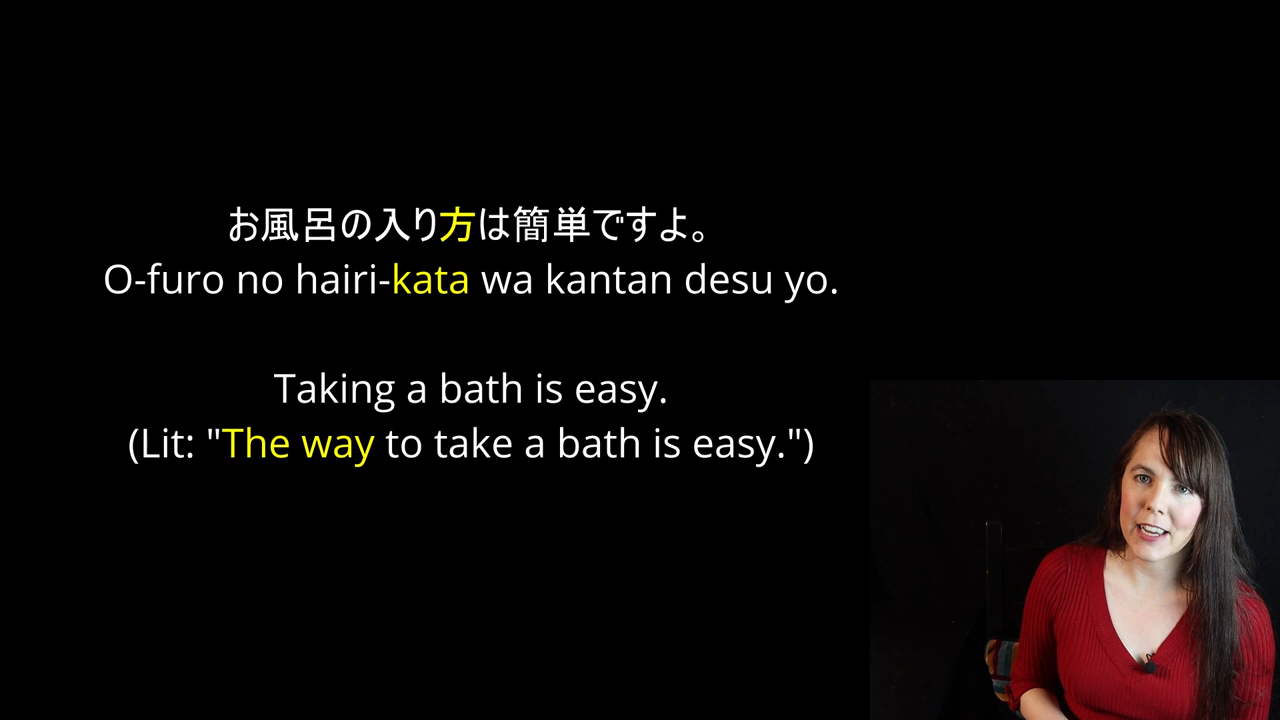 お風呂の入り方は簡単ですよ。
O-furo no hairi-kata wa kantan desu yo.
Taking a bath is easy.
(Lit: "The way to take a bath is easy.")